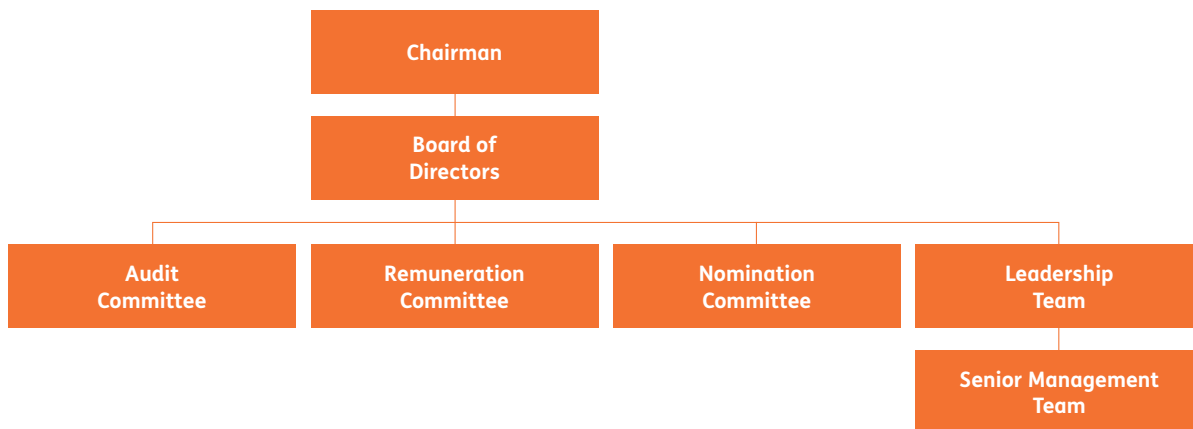 Chairman
Board of
Directors
Audit
Committee
Remuneration
Committee
Nomination
Committee
Leadership
Team
Senior Management
Team